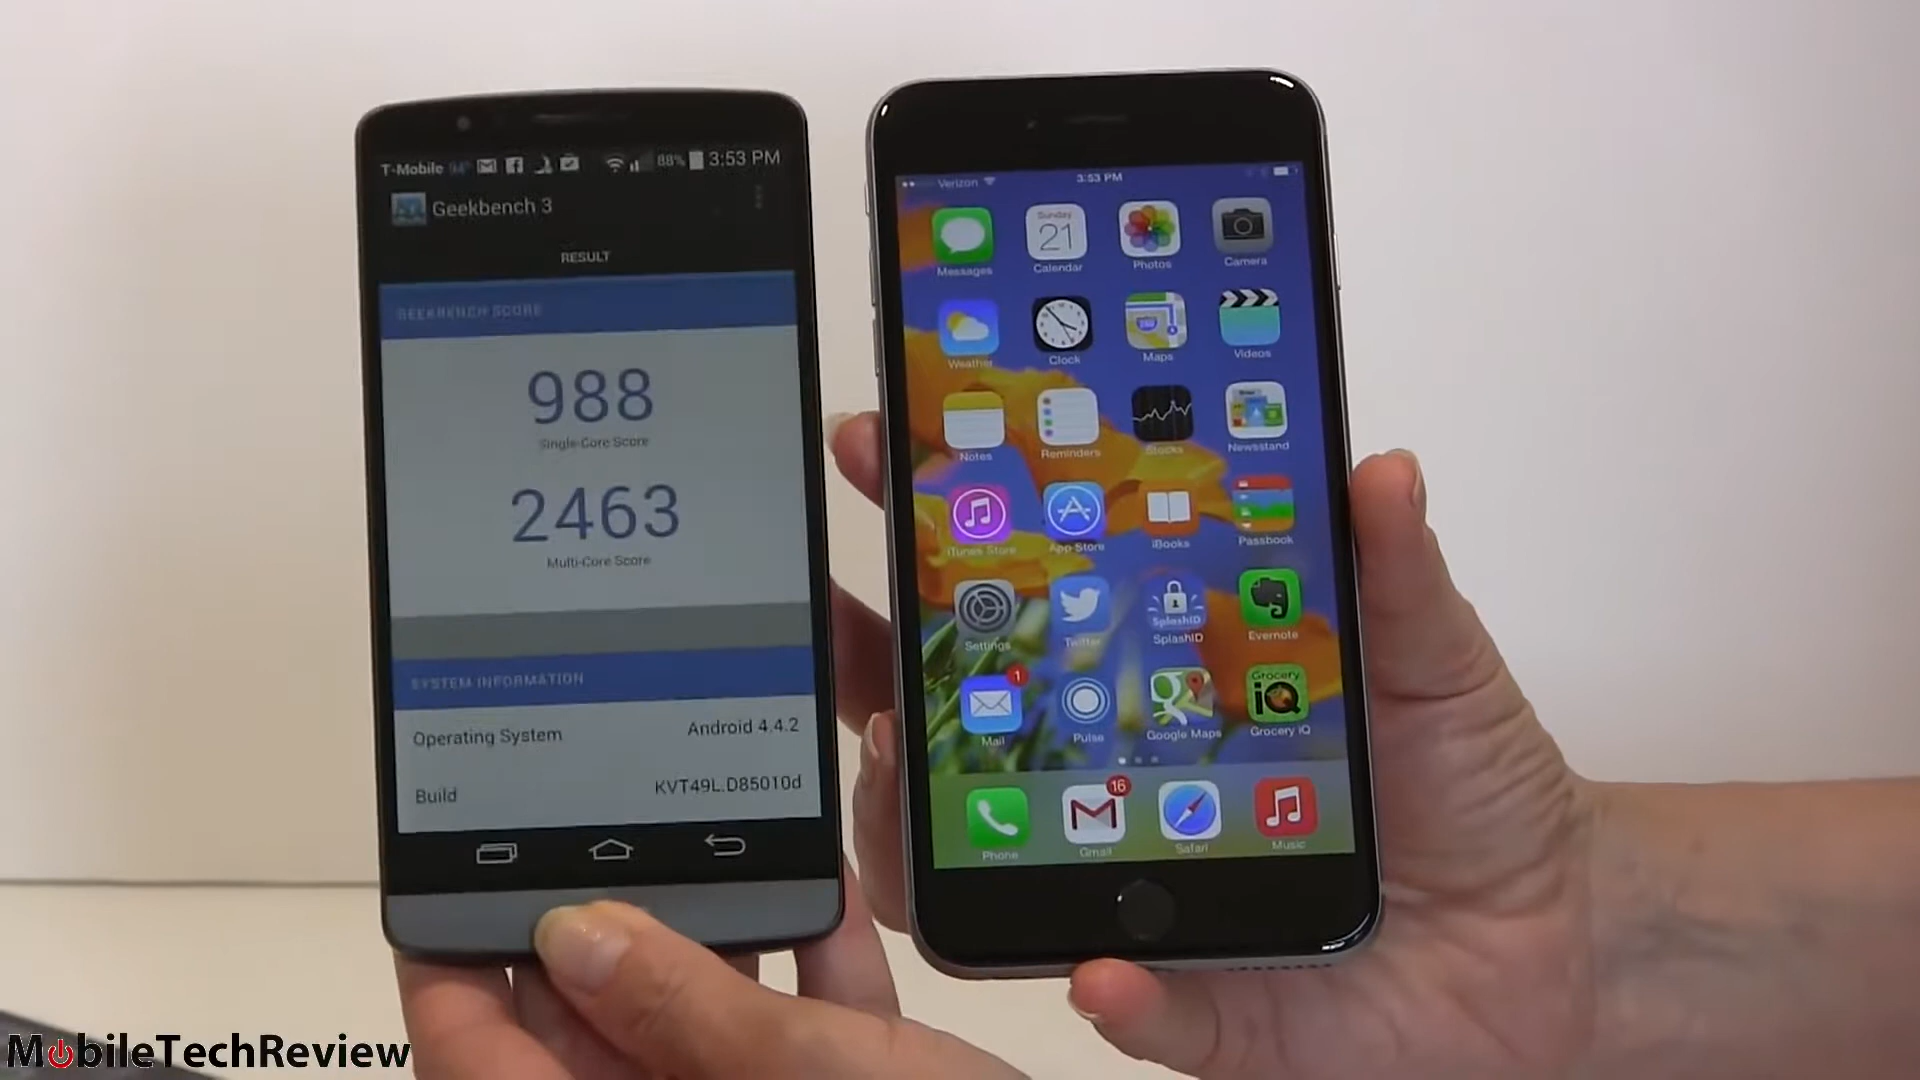 T-Mobile 94° 88% 3:53 PM
Geekbench 3
RESULT
GEEKBENCH SCORE
988
Single-Core Score
2463
Multi-Core Score
SYSTEM INFORMATION
Operating System Android 4.4.2
Build KVT49L.D85010d
Verizon 3:53 PM
Sunday
21
Messages Calendar Photos Camera
Weather Clock Maps Videos
Notes Reminders Stocks Newsstand
iTunes Store App Store iBooks Passbook
SplashID
Grocery
iQ
Settings Twitter SplashID Evernote
1
Mail Pulse Google Maps Grocery iQ
16
Phone Gmail Safari Music
MobileTechReview